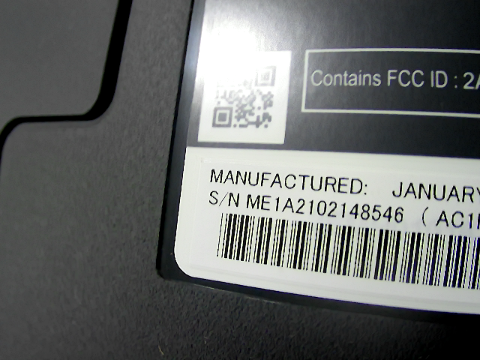 Contains FCC ID : 2A
MANUFACTURED: JANUARY
S/N ME1A2102148546 ( AC1